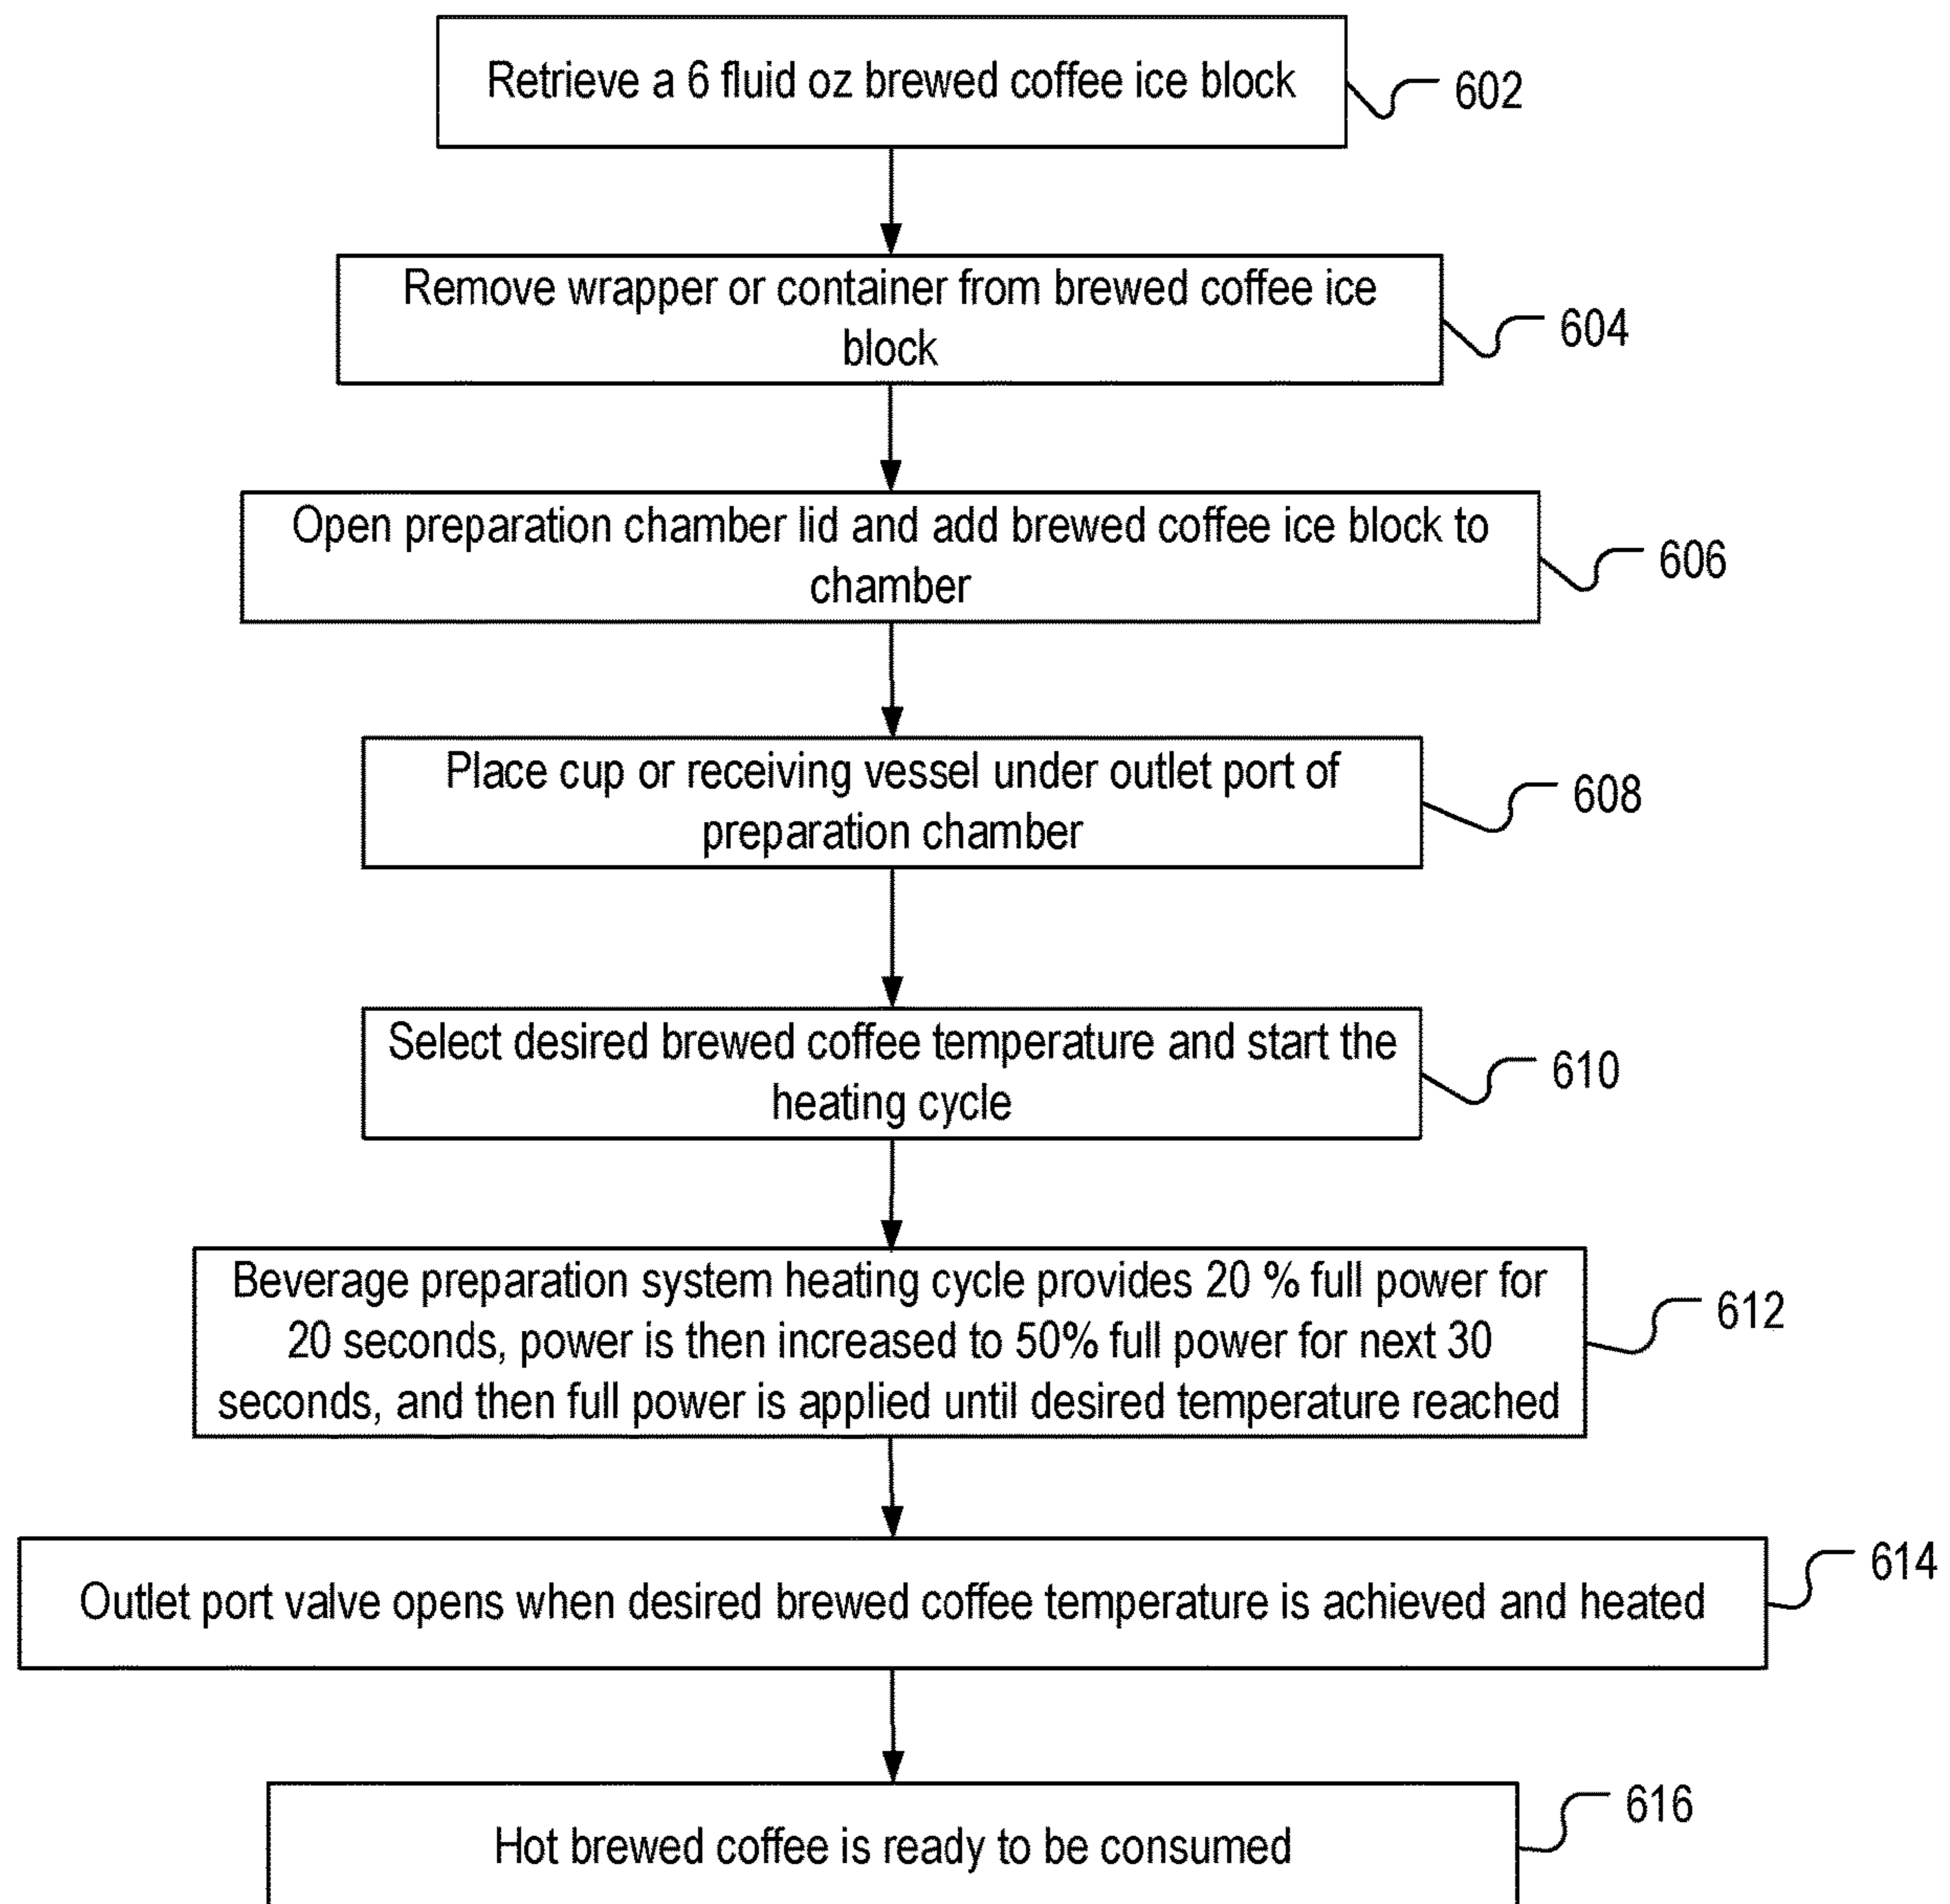 Retrieve a 6 fluid oz brewed coffee ice block
602
Remove wrapper or container from brewed coffee ice
block
604
Open preparation chamber lid and add brewed coffee ice block to
chamber
606
Place cup or receiving vessel under outlet port of
preparation chamber
608
Select desired brewed coffee temperature and start the
heating cycle
610
Beverage preparation system heating cycle provides 20 % full power for
20 seconds, power is then increased to 50% full power for next 30
seconds, and then full power is applied until desired temperature reached
612
Outlet port valve opens when desired brewed coffee temperature is achieved and heated
614
Hot brewed coffee is ready to be consumed
616